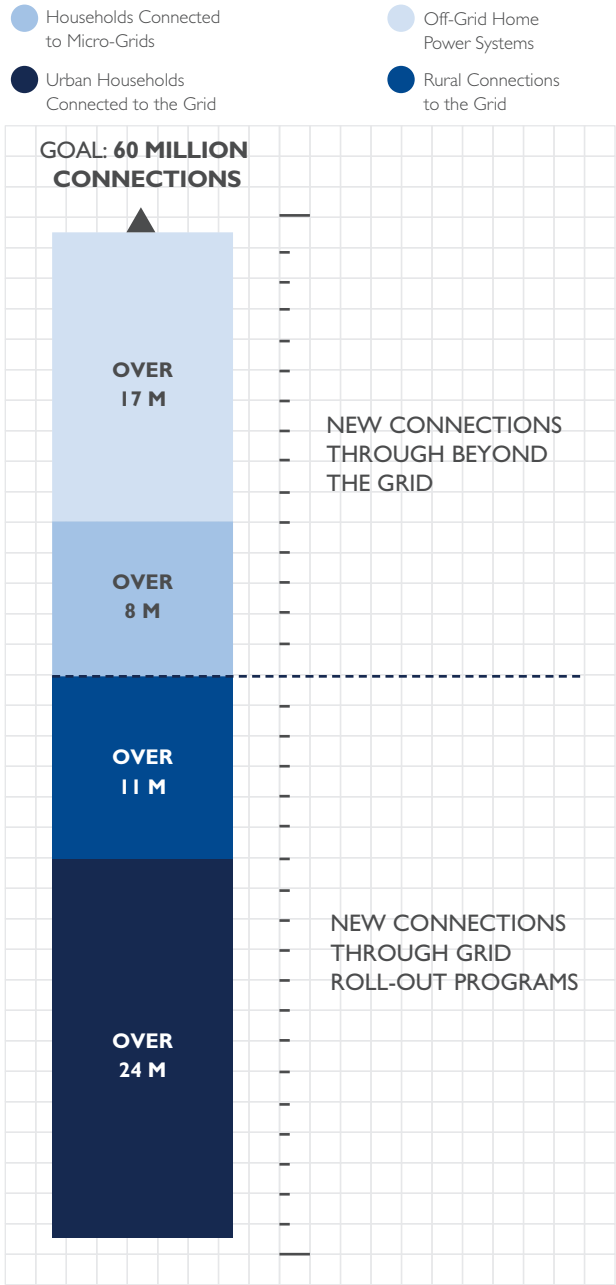 Households Connected
to Micro-Grids
Off-Grid Home
Power Systems
Urban Households
Connected to the Grid
Rural Connections
to the Grid
GOAL: 60 MILLION
CONNECTIONS
OVER
17 M
NEW CONNECTIONS
THROUGH BEYOND
THE GRID
OVER
8 M
OVER
11 M
NEW CONNECTIONS
THROUGH GRID
ROLL-OUT PROGRAMS
OVER
24 M